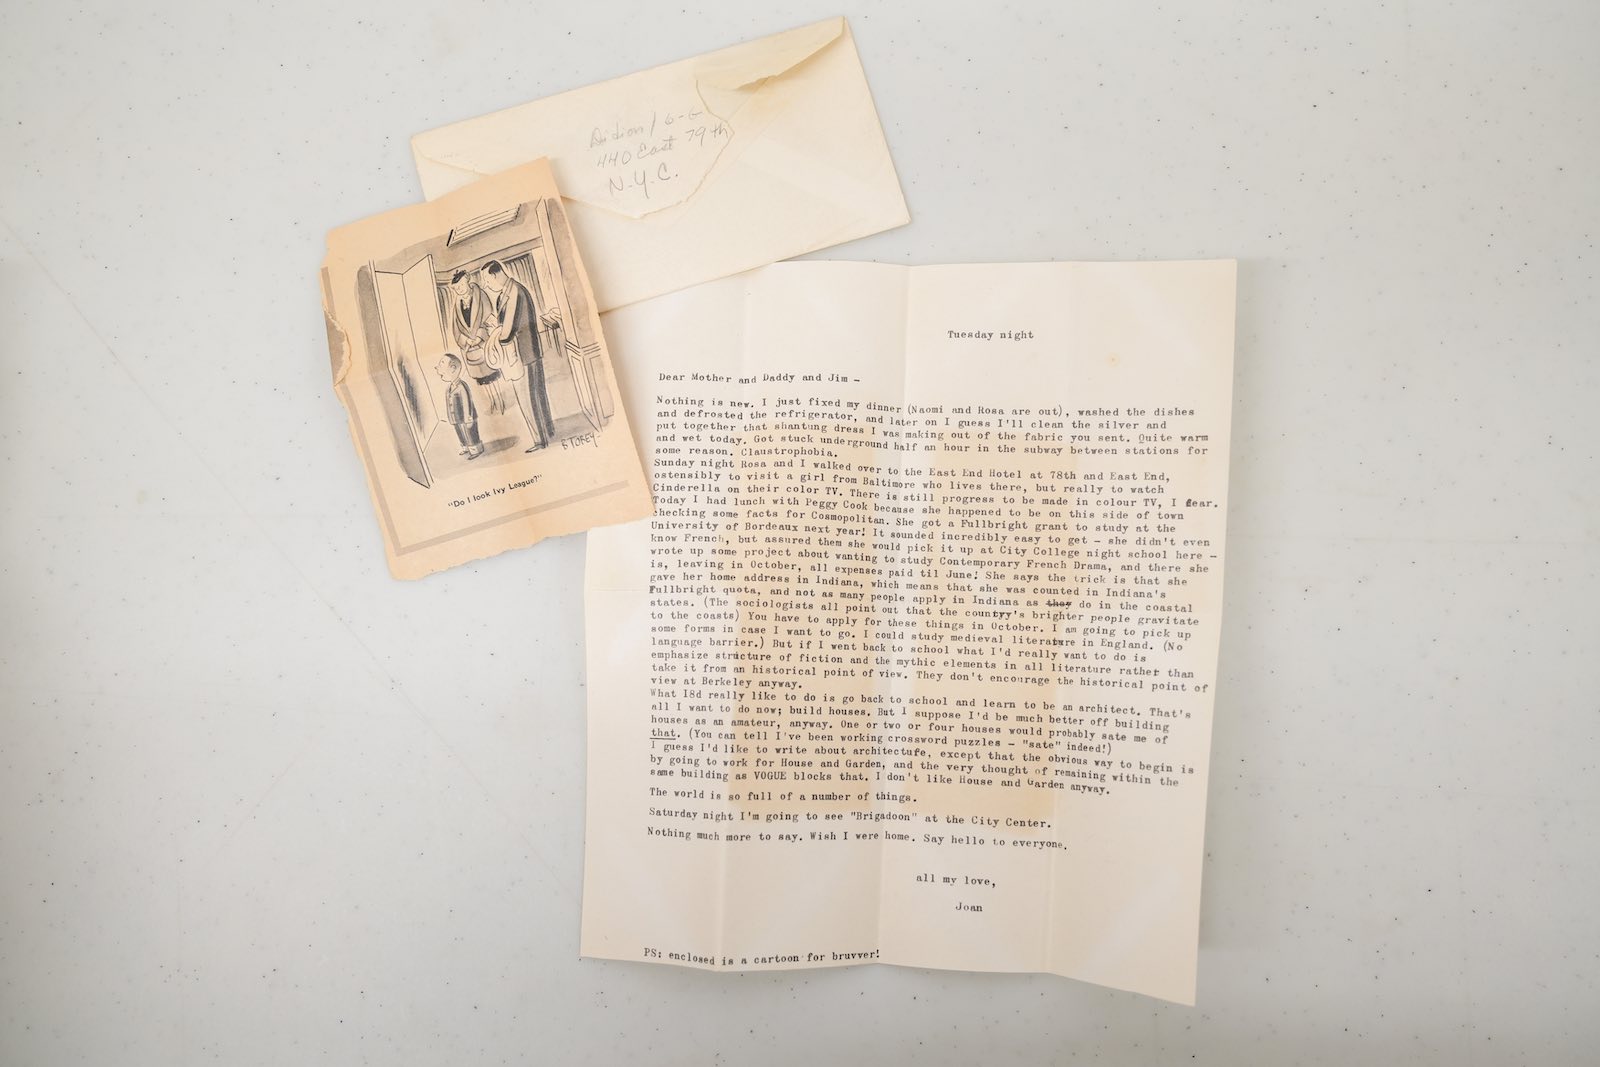 Didion / 6-G
440 East 79th
N.Y.C.
BTOREY-
"Do I look Ivy League?"
Tuesday night
Dear Mother and Daddy and Jim -
Nothing is new. I just fixed my dinner (Naomi and Rosa are out), washed the dishes
and defrosted the refrigerator, and later on I guess I'll clean the silver and
put together that shantung dress I was making out of the fabric you sent. Quite warm
and wet today. Got stuck underground half an hour in the subway between stations for
some reason. Claustrophobia.
Sunday night Rosa and I walked over to the East End Hotel at 78th and East End,
ostensibly to visit a girl from Baltimore who lives there, but really to watch
Cinderella on their color TV. There is still progress to be made in colour TV, I fear.
Today I had lunch with Peggy Cook because she happened to be on this side of town
checking some facts for Cosmopolitan. She got a Fullbright grant to study at the
University of Bordeaux next year! It sounded incredibly easy to get - she didn't even
know French, but assured them she would pick it up at City College night school here -
wrote up some project about wanting to study Contemporary French Drama, and there she
is, leaving in October, all expenses paid til June! She says the trick is that she
gave her home address in Indiana, which means that she was counted in Indiana's
Fullbright quota, and not as many people apply in Indiana as they do in the coastal
states. (The sociologists all point out that the country's brighter people gravitate
to the coasts) You have to apply for these things in October. I am going to pick up
some forms in case I want to go. I could study medieval literature in England. (No
language barrier.) But if I went back to school what I'd really want to do is
emphasize structure of fiction and the mythic elements in all literature rather than
take it from an historical point of view. They don't encourage the historical point of
view at Berkeley anyway.
What I8d really like to do is go back to school and learn to be an architect. That's
all I want to do now; build houses. But I suppose I'd be much better off building
houses as an amateur, anyway. One or two or four houses would probably sate me of
that. (You can tell I've been working crossword puzzles - "sate" indeed!)
I guess I'd like to write about architectufe, except that the obvious way to begin is
by going to work for House and Garden, and the very thought of remaining within the
same building as VOGUE blocks that. I don't like House and Garden anyway.
The world is so full of a number of things.
Saturday night I'm going to see "Brigadoon" at the City Center.
Nothing much more to say. Wish I were home. Say hello to everyone.
all my love,
Joan
PS; enclosed is a cartoon for bruvver!